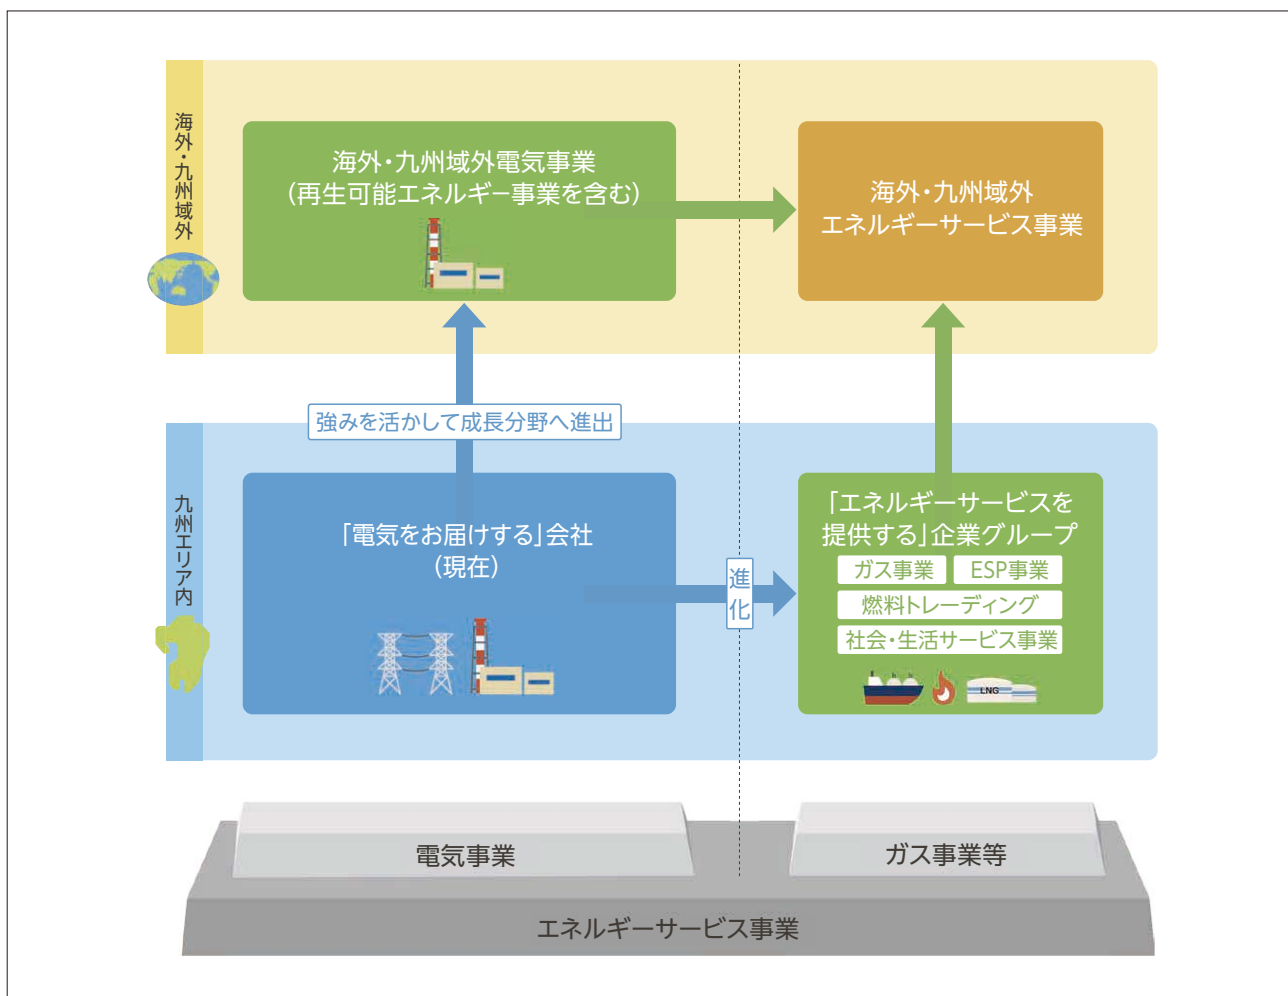 海外・九州域外
海外・九州域外電気事業
（再生可能エネルギー事業を含む）
海外・九州域外
エネルギーサービス事業
強みを活かして成長分野へ進出
九州エリア内
「電気をお届けする」会社
（現在）
進化
「エネルギーサービスを
提供する」企業グループ
ガス事業
ESP事業
燃料トレーディング
社会・生活サービス事業
LNG
電気事業
ガス事業等
エネルギーサービス事業